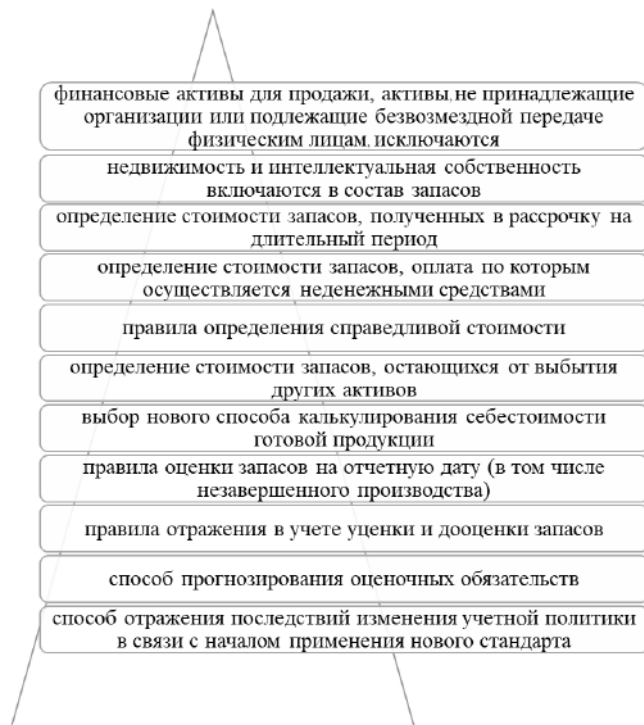 финансовые активы для продажи, активы, не принадлежащие
организации или подлежащие безвозмездной передаче
физическим лицам, исключаются
недвижимость и интеллектуальная собственность
включаются в состав запасов
определение стоимости запасов, полученных в рассрочку на
длительный период
определение стоимости запасов, оплата по которым
осуществляется неденежными средствами
правила определения справедливой стоимости
определение стоимости запасов, остающихся от выбытия
других активов
выбор нового способа калькулирования себестоимости
готовой продукции
правила оценки запасов на отчетную дату (в том числе
незавершенного производства)
правила отражения в учете уценки и дооценки запасов
способ прогнозирования оценочных обязательств
способ отражения последствий изменения учетной политики
в связи с началом применения нового стандарта